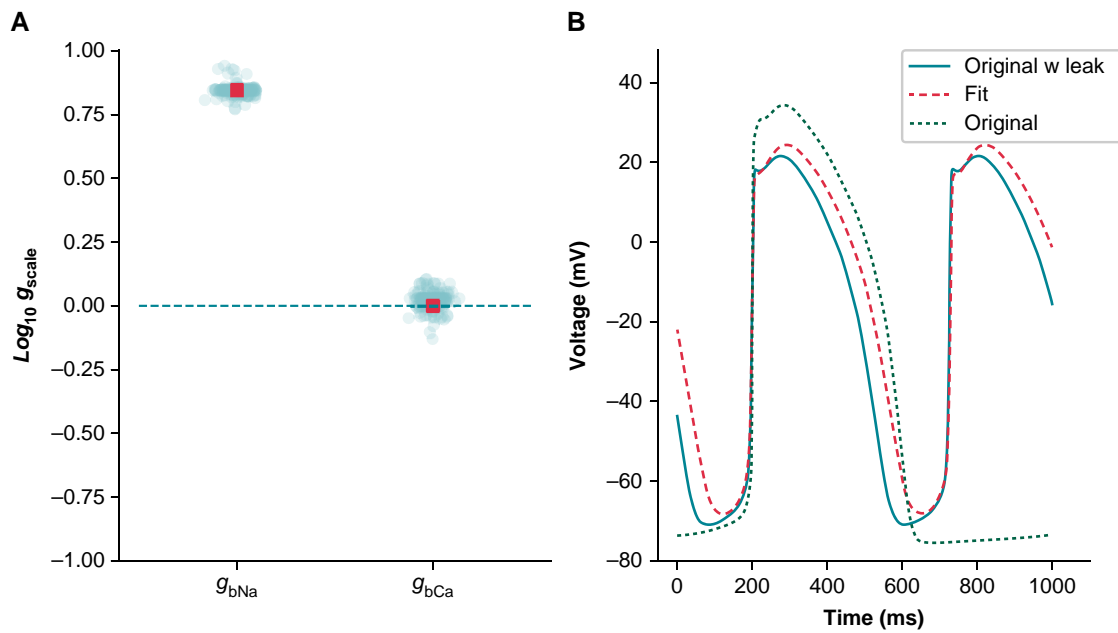 A
1.00
0.75
0.50
0.25
0.00
–0.25
–0.50
–0.75
–1.00
Log10 gscale
gbNa
gbCa
B
Original w leak
Fit
Original
40
20
0
–20
–40
–60
–80
Voltage (mV)
0 200 400 600 800 1000
Time (ms)